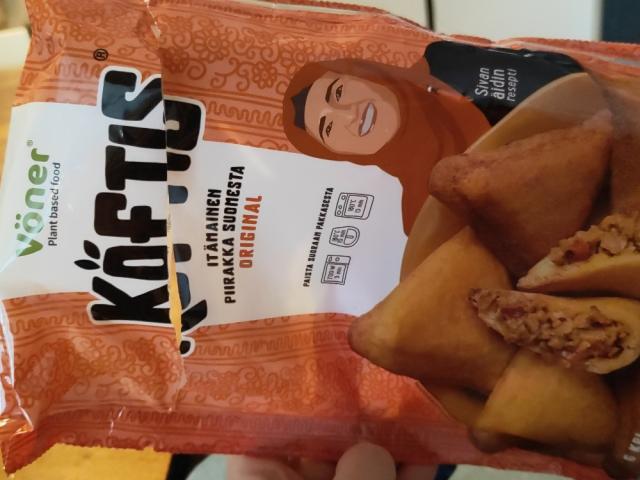 Vöner®
Plant based food
KÖFTIS®
ITÄMAINEN
PIIRAKKA SUOMESTA
ORIGINAL
PAISTA SUORAAN PAKKASESTA
Sivan
äidin
resepti